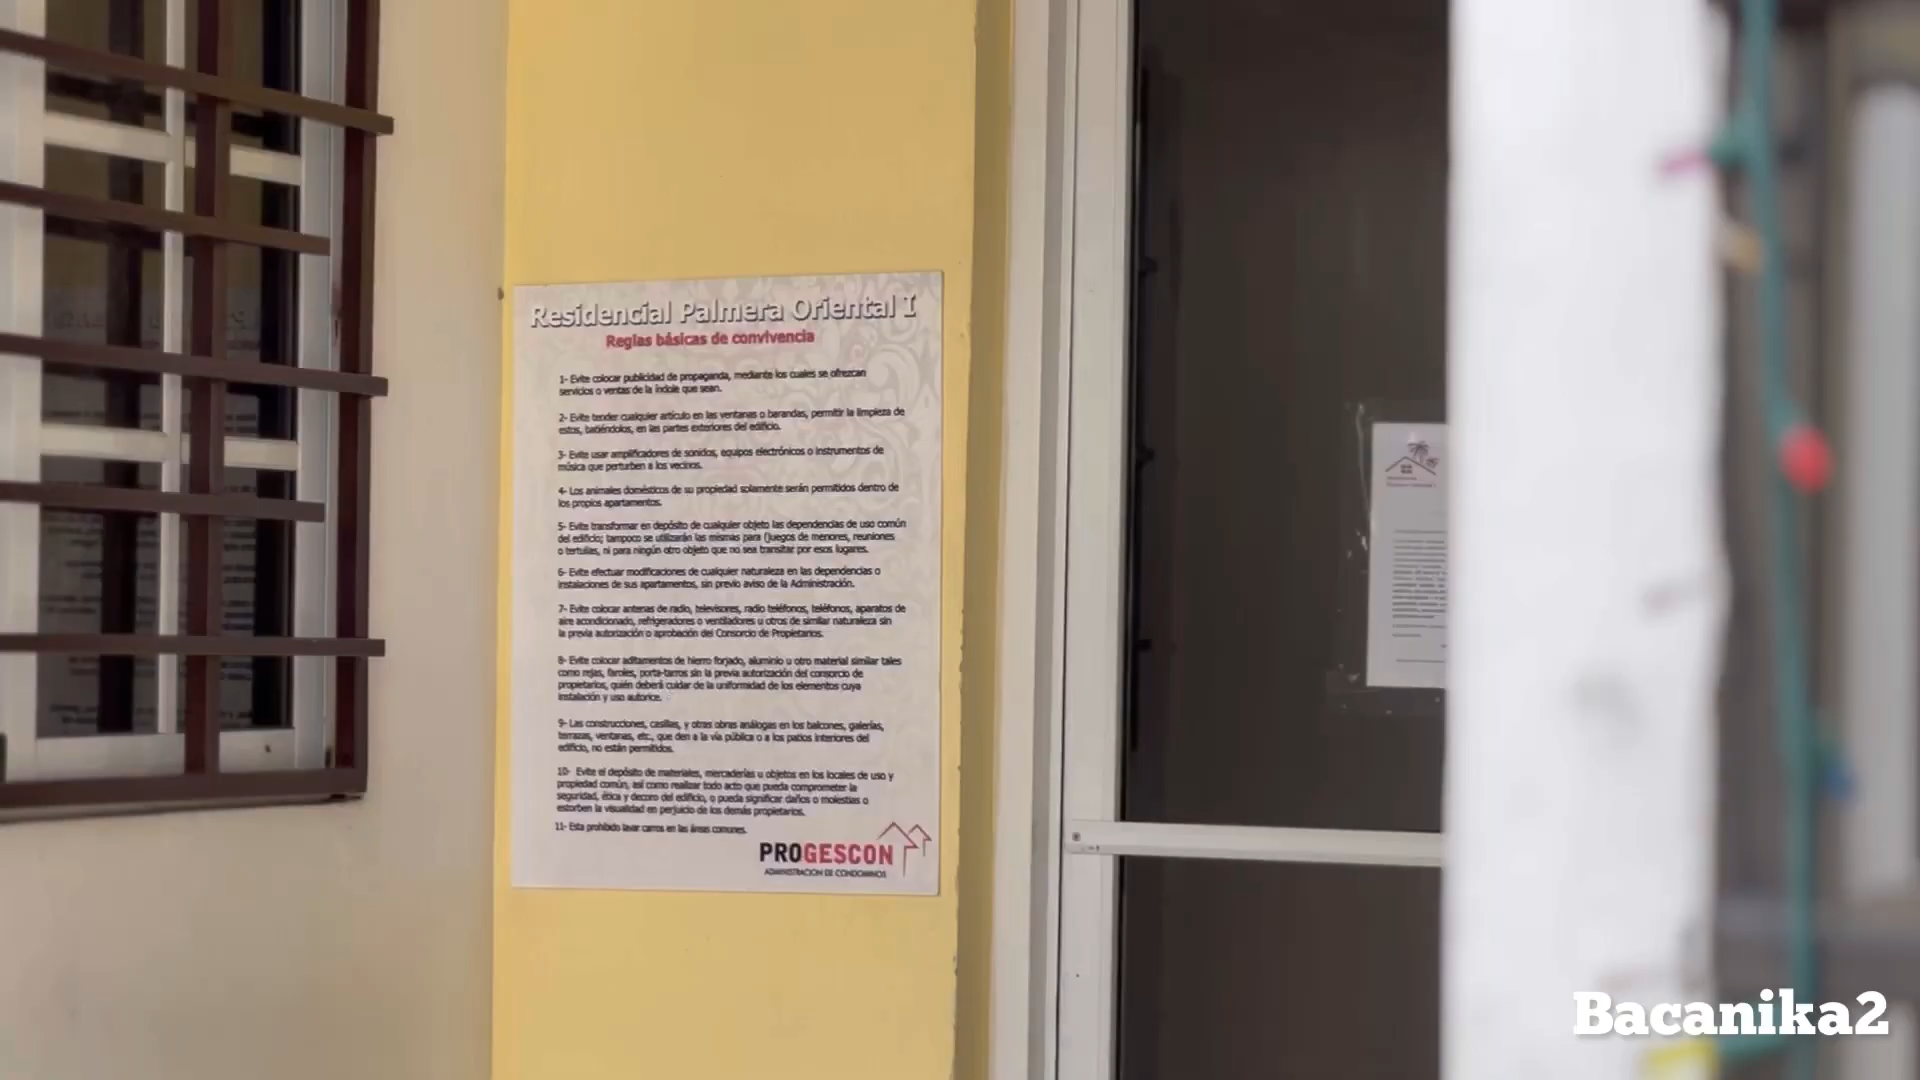 Residencial Palmera Oriental I
Reglas básicas de convivencia
1- Evite colocar publicidad de propaganda, mediante los cuales se ofrezcan
servicios o ventas de la índole que sean.
2- Evite tender cualquier artículo en las ventanas o barandas, permitir la limpieza de
estos, batiéndolos, en las partes exteriores del edificio.
3- Evite usar amplificadores de sonidos, equipos electrónicos o instrumentos de
música que perturben a los vecinos.
4- Los animales domésticos de su propiedad solamente serán permitidos dentro de
los propios apartamentos.
5- Evite transformar en depósito de cualquier objeto las dependencias de uso común
del edificio; tampoco se utilizarán las mismas para (juegos de menores, reuniones
o tertulias, ni para ningún otro objeto que no sea transitar por esos lugares.
6- Evite efectuar modificaciones de cualquier naturaleza en las dependencias o
instalaciones de sus apartamentos, sin previo aviso de la Administración.
7- Evite colocar antenas de radio, televisores, radio teléfonos, teléfonos, aparatos de
aire acondicionado, refrigeradores o ventiladores u otros de similar naturaleza sin
la previa autorización o aprobación del Consorcio de Propietarios.
8- Evite colocar aditamentos de hierro forjado, aluminio u otro material similar tales
como rejas, faroles, porta-tarros sin la previa autorización del consorcio de
propietarios, quién deberá cuidar de la uniformidad de los elementos cuya
instalación y uso autorice.
9- Las construcciones, casillas, y otras obras análogas en los balcones, galerías,
terrazas, ventanas, etc., que den a la vía pública o a los patios interiores del
edificio, no están permitidos.
10- Evite el depósito de materiales, mercaderías u objetos en los locales de uso y
propiedad común, así como realizar todo acto que pueda comprometer la
seguridad, ética y decoro del edificio, o pueda significar daños o molestias o
estorben la visualidad en perjuicio de los demás propietarios.
11- Esta prohibido lavar carros en las áreas comunes.
PROGESCON
ADMINISTRACION DE CONDOMINIOS
Bacanika2